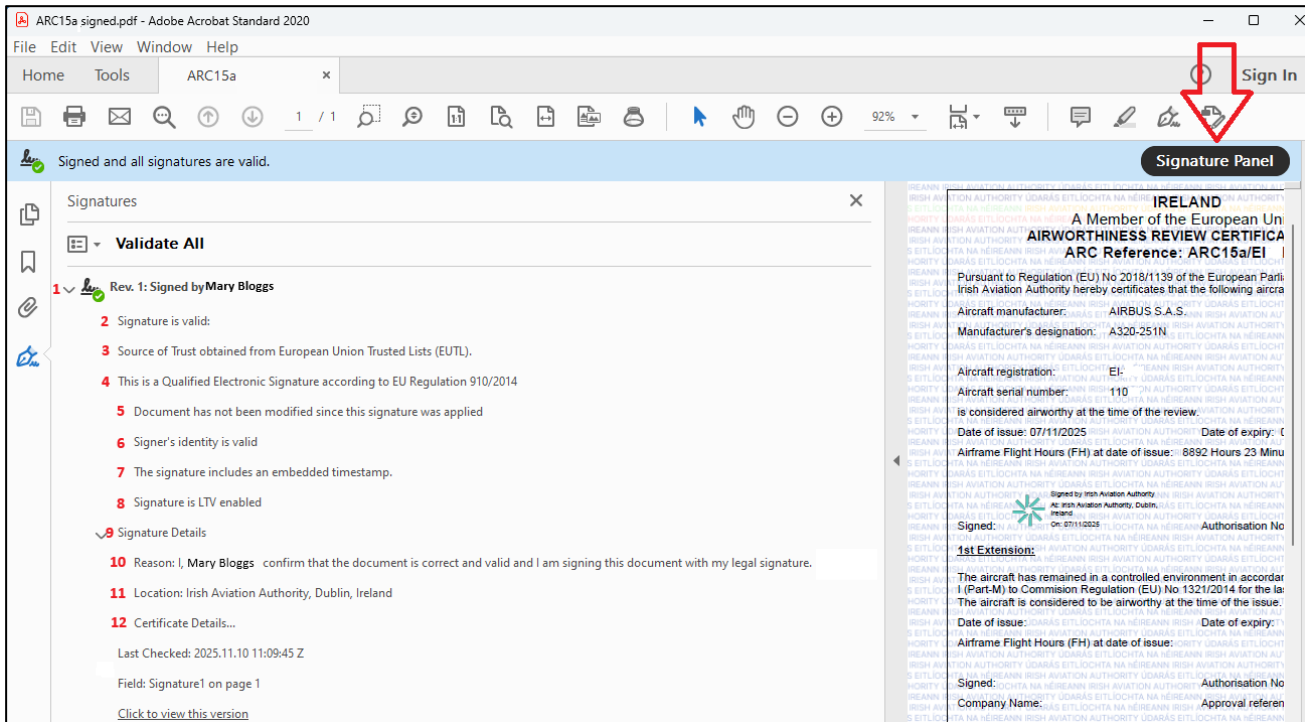 ARC15a signed.pdf - Adobe Acrobat Standard 2020
File Edit View Window Help
Home Tools ARC15a × Sign In
1 / 1 92%
Signed and all signatures are valid. Signature Panel
Signatures
Validate All
1 Rev. 1: Signed by Mary Bloggs
2 Signature is valid:
3 Source of Trust obtained from European Union Trusted Lists (EUTL).
4 This is a Qualified Electronic Signature according to EU Regulation 910/2014
5 Document has not been modified since this signature was applied
6 Signer's identity is valid
7 The signature includes an embedded timestamp.
8 Signature is LTV enabled
9 Signature Details
10 Reason: I, Mary Bloggs confirm that the document is correct and valid and I am signing this document with my legal signature.
11 Location: Irish Aviation Authority, Dublin, Ireland
12 Certificate Details...
Last Checked: 2025.11.10 11:09:45 Z
Field: Signature1 on page 1
Click to view this version
IRELAND
A Member of the European Uni
AIRWORTHINESS REVIEW CERTIFICA
ARC Reference: ARC15a/EI
Pursuant to Regulation (EU) No 2018/1139 of the European Parli
Irish Aviation Authority hereby certificates that the following aircra
Aircraft manufacturer: AIRBUS S.A.S.
Manufacturer's designation: A320-251N
Aircraft registration: EI-
Aircraft serial number: 110
is considered airworthy at the time of the review.
Date of issue: 07/11/2025 Date of expiry:
Airframe Flight Hours (FH) at date of issue: 8892 Hours 23 Minu
Signed by Irish Aviation Authority
At: Irish Aviation Authority, Dublin,
Ireland
On: 07/11/2025
Signed: Authorisation No
1st Extension:
The aircraft has remained in a controlled environment in accordan
I (Part-M) to Commision Regulation (EU) No 1321/2014 for the la
The aircraft is considered to be airworthy at the time of the issue.
Date of issue: Date of expiry:
Airframe Flight Hours (FH) at date of issue:
Signed: Authorisation No
Company Name: Approval referen